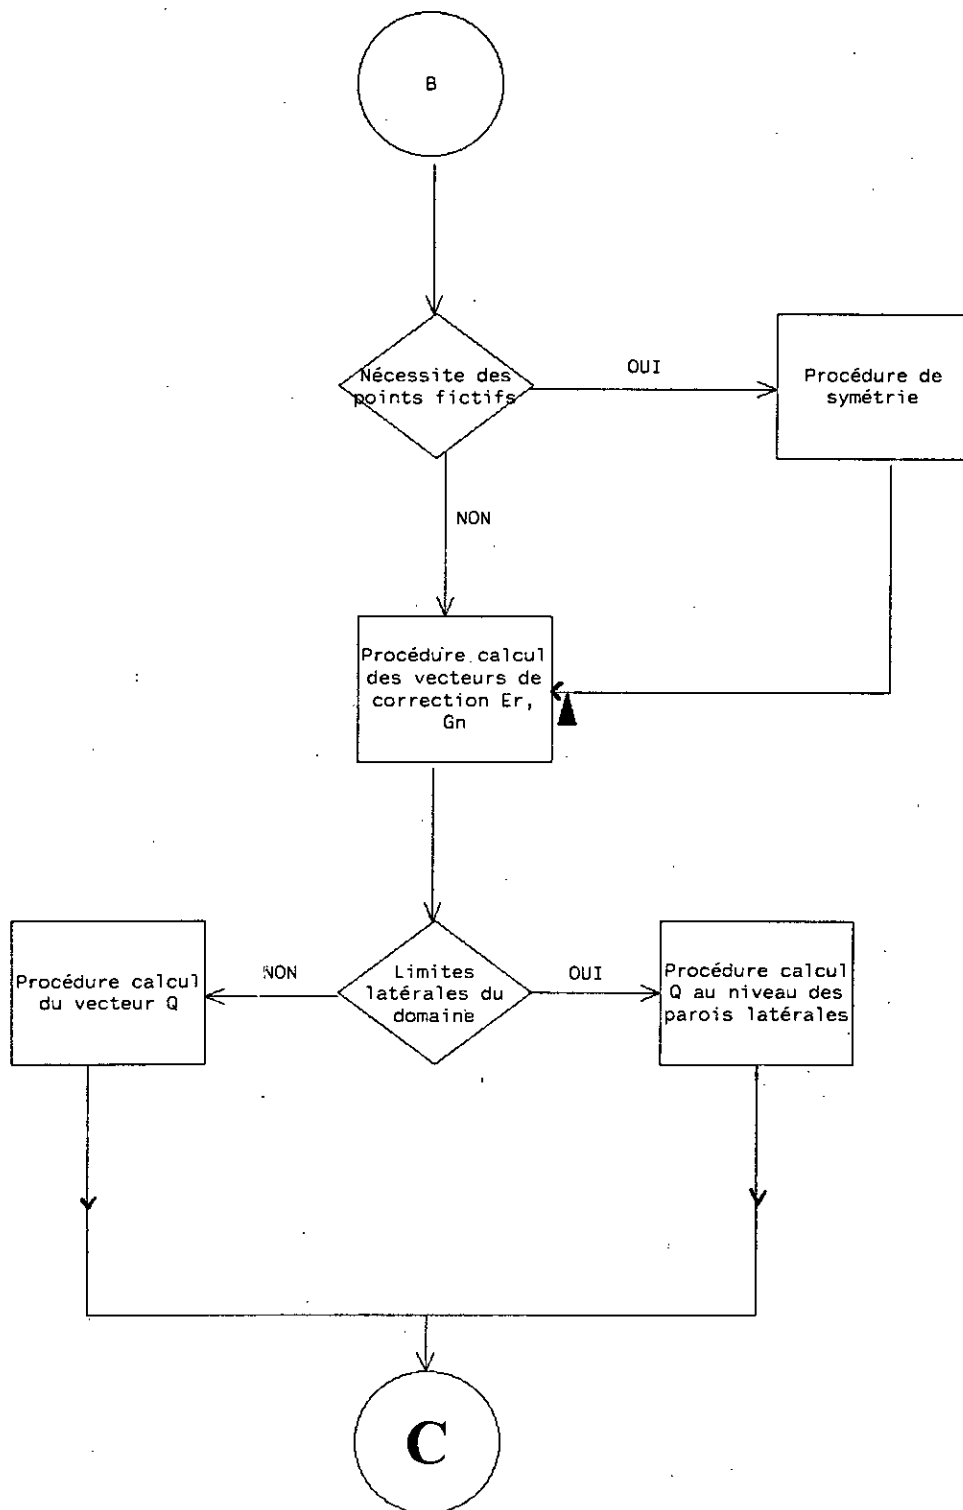 B
Nécessite des
points fictifs
OUI
Procédure de
symétrie
NON
Procédure calcul
des vecteurs de
correction Er,
Gn
Procédure calcul
du vecteur Q
NON
Limites
latérales du
domaine
OUI
Procédure calcul
Q au niveau des
parois latérales
C